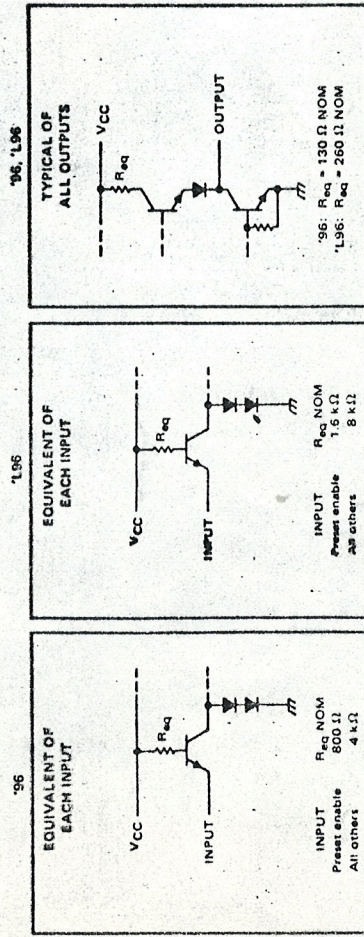 '96
EQUIVALENT OF
EACH INPUT
VCC
Req
INPUT
INPUT Req NOM
Preset enable 800 Ω
All others 4 kΩ
'L96
EQUIVALENT OF
EACH INPUT
VCC
Req
INPUT
INPUT Req NOM
Preset enable 1.6 kΩ
All others 8 kΩ
'96, 'L96
TYPICAL OF
ALL OUTPUTS
VCC
Req
OUTPUT
'96: Req = 130 Ω NOM
'L96: Req = 260 Ω NOM